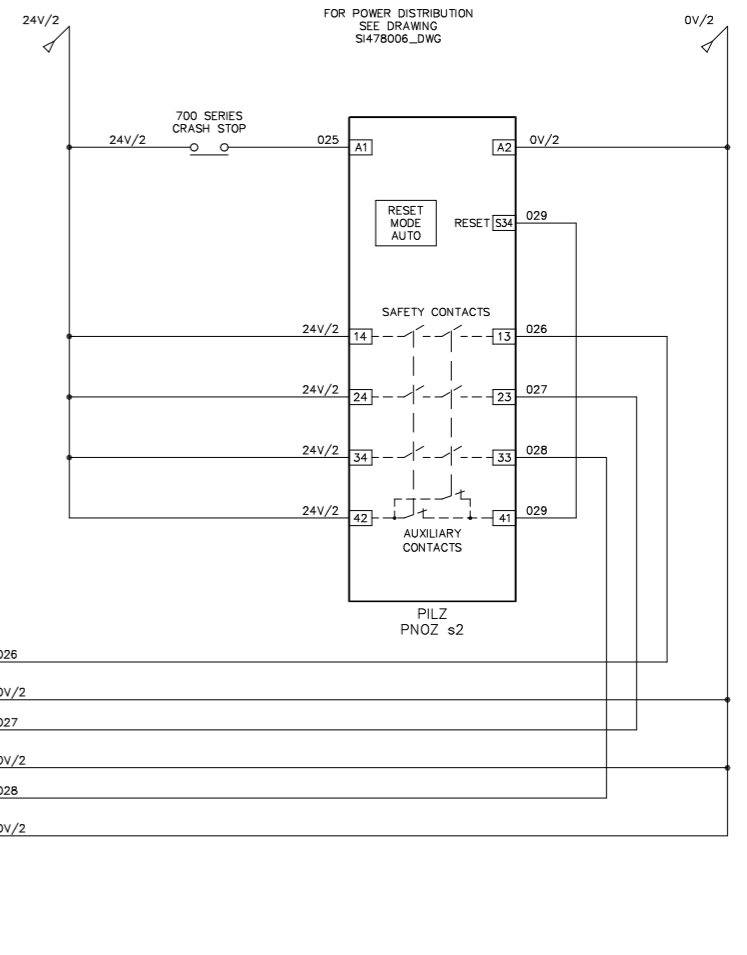 24V/2
FOR POWER DISTRIBUTION
SEE DRAWING
SI478006_DWG
0V/2
700 SERIES
CRASH STOP
24V/2
025
A1
A2
0V/2
RESET
MODE
AUTO
RESET
S34
029
SAFETY CONTACTS
24V/2
14
13
026
24V/2
24
23
027
24V/2
34
33
028
24V/2
42
41
029
AUXILIARY
CONTACTS
PILZ
PNOZ s2
026
0V/2
027
0V/2
028
0V/2